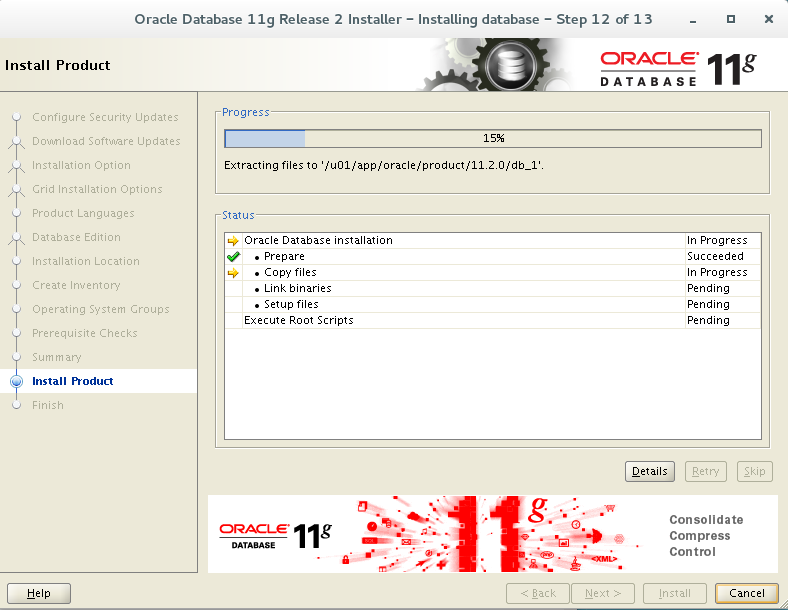 Oracle Database 11g Release 2 Installer - Installing database - Step 12 of 13
Install Product
ORACLE
DATABASE 11g
Configure Security Updates
Download Software Updates
Installation Option
Grid Installation Options
Product Languages
Database Edition
Installation Location
Create Inventory
Operating System Groups
Prerequisite Checks
Summary
Install Product
Finish
Progress
15%
Extracting files to '/u01/app/oracle/product/11.2.0/db_1'.
Status
Oracle Database installation In Progress
• Prepare Succeeded
• Copy files In Progress
• Link binaries Pending
• Setup files Pending
Execute Root Scripts Pending
Details Retry Skip
ORACLE
DATABASE 11g
11g
<XML>
Consolidate
Compress
Control
Help < Back Next > Install Cancel